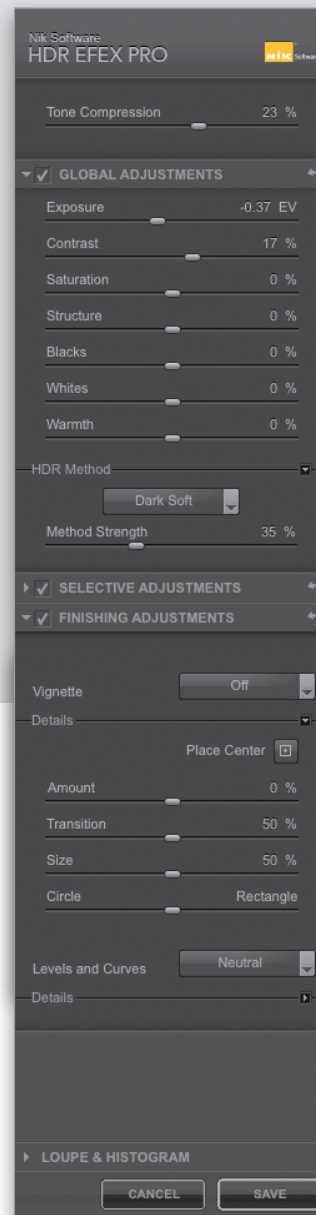 Nik Software
HDR EFEX PRO
nik Software
Tone Compression 23 %
GLOBAL ADJUSTMENTS
Exposure -0.37 EV
Contrast 17 %
Saturation 0 %
Structure 0 %
Blacks 0 %
Whites 0 %
Warmth 0 %
HDR Method
Dark Soft
Method Strength 35 %
SELECTIVE ADJUSTMENTS
FINISHING ADJUSTMENTS
Vignette Off
Details
Place Center
Amount 0 %
Transition 50 %
Size 50 %
Circle Rectangle
Levels and Curves Neutral
Details
LOUPE & HISTOGRAM
CANCEL SAVE